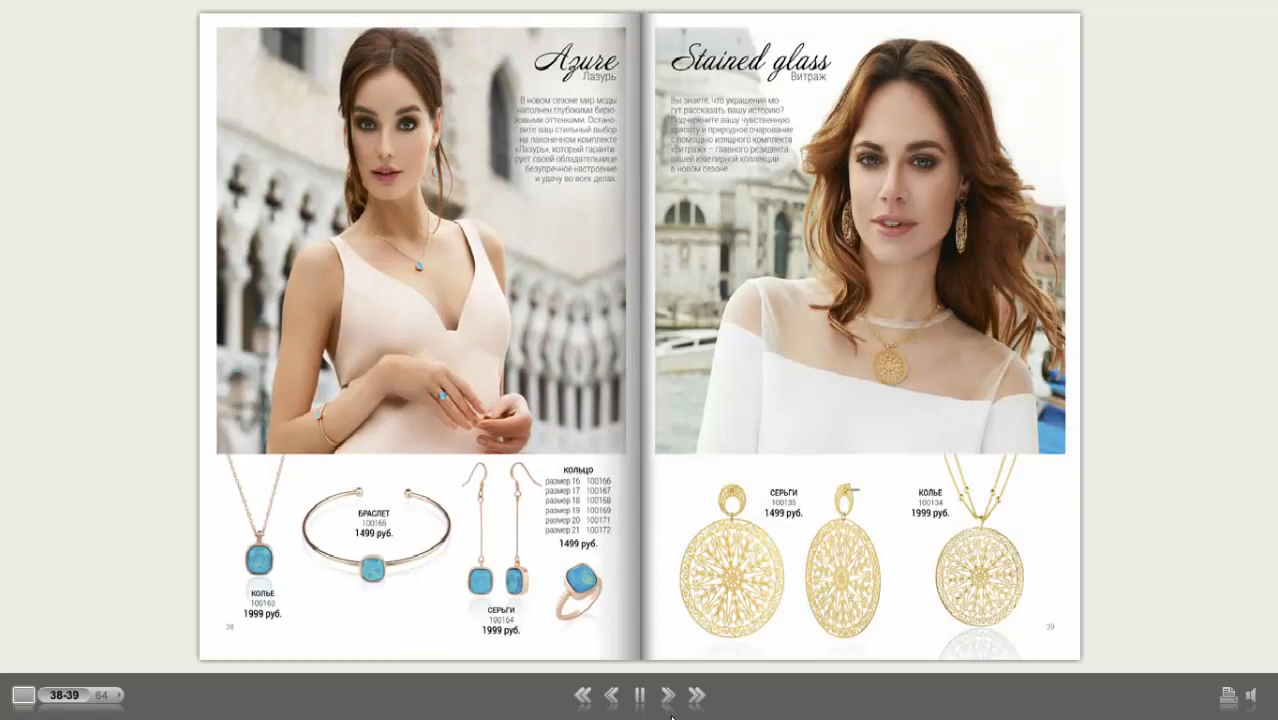 Azure
Лазурь
В новом сезоне мир моды
наполнен глубокими бирю-
зовыми оттенками. Остано-
вите ваш стильный выбор
на лаконичном комплекте
«Лазурь», который гаранти-
рует своей обладательнице
безупречное настроение
и удачу во всех делах.
КОЛЬЕ
100163
1999 руб.
БРАСЛЕТ
100165
1499 руб.
СЕРЬГИ
100164
1999 руб.
КОЛЬЦО
размер 16 100166
размер 17 100167
размер 18 100168
размер 19 100169
размер 20 100171
размер 21 100172
1499 руб.
38
Stained glass
Витраж
Вы знаете, что украшения мо-
гут рассказать вашу историю?
Подчеркните вашу чувственную
красоту и природное очарование
с помощью изящного комплекта
«Витраж» – главного резидента
вашей ювелирной коллекции
в новом сезоне.
СЕРЬГИ
100135
1499 руб.
КОЛЬЕ
100134
1999 руб.
39
38-39 64